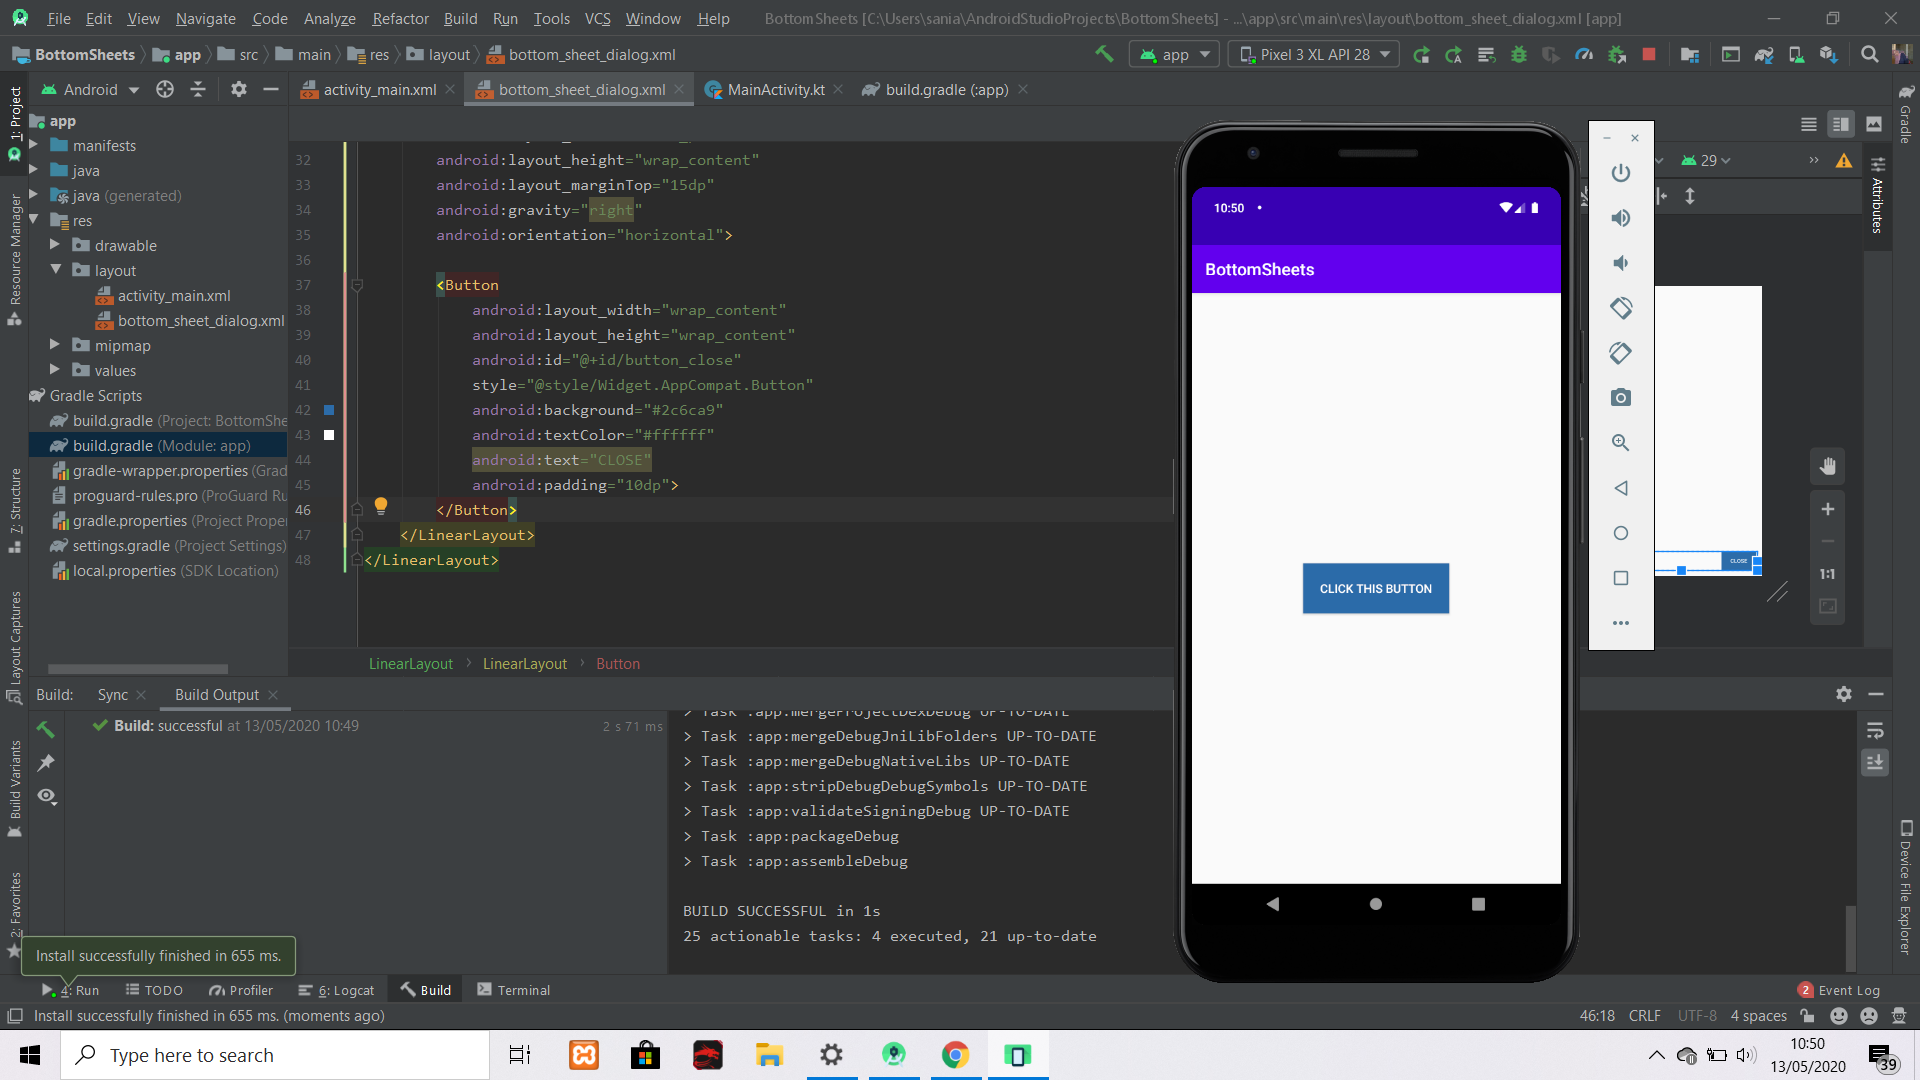 File Edit View Navigate Code Analyze Refactor Build Run Tools VCS Window Help BottomSheets [C:\Users\sania\AndroidStudioProjects\BottomSheets] - ...\app\src\main\res\layout\bottom_sheet_dialog.xml [app]
BottomSheets app src main res layout bottom_sheet_dialog.xml app Pixel 3 XL API 28
Android activity_main.xml bottom_sheet_dialog.xml MainActivity.kt build.gradle (:app)
1: Project
Resource Manager
7: Structure
Layout Captures
Build Variants
2: Favorites
app
manifests
java
java (generated)
res
drawable
layout
activity_main.xml
bottom_sheet_dialog.xml
mipmap
values
Gradle Scripts
build.gradle (Project: BottomShe
build.gradle (Module: app)
gradle-wrapper.properties (Grad
proguard-rules.pro (ProGuard Ru
gradle.properties (Project Proper
settings.gradle (Project Settings)
local.properties (SDK Location)
32 android:layout_height="wrap_content"
33 android:layout_marginTop="15dp"
34 android:gravity="right"
35 android:orientation="horizontal">
36
37 <Button
38 android:layout_width="wrap_content"
39 android:layout_height="wrap_content"
40 android:id="@+id/button_close"
41 style="@style/Widget.AppCompat.Button"
42 android:background="#2c6ca9"
43 android:textColor="#ffffff"
44 android:text="CLOSE"
45 android:padding="10dp">
46 </Button>
47 </LinearLayout>
48 </LinearLayout>
LinearLayout LinearLayout Button
10:50
BottomSheets
CLICK THIS BUTTON
29
CLOSE
1:1
Gradle
Attributes
Device File Explorer
Build: Sync Build Output
Build: successful at 13/05/2020 10:49 2 s 71 ms
> Task :app:mergeProjectDexDebug UP-TO-DATE
> Task :app:mergeDebugJniLibFolders UP-TO-DATE
> Task :app:mergeDebugNativeLibs UP-TO-DATE
> Task :app:stripDebugDebugSymbols UP-TO-DATE
> Task :app:validateSigningDebug UP-TO-DATE
> Task :app:packageDebug
> Task :app:assembleDebug
BUILD SUCCESSFUL in 1s
25 actionable tasks: 4 executed, 21 up-to-date
Install successfully finished in 655 ms.
4: Run TODO Profiler 6: Logcat Build Terminal 2 Event Log
Install successfully finished in 655 ms. (moments ago) 46:18 CRLF UTF-8 4 spaces
Type here to search
10:50
13/05/2020
39